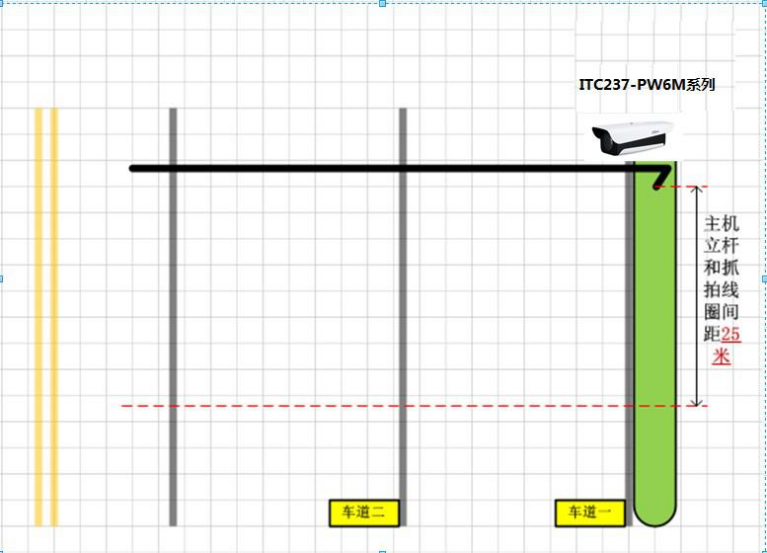 ITC237-PW6M系列
主机
立杆
和抓
拍线
圈间
距25
米
车道二
车道一